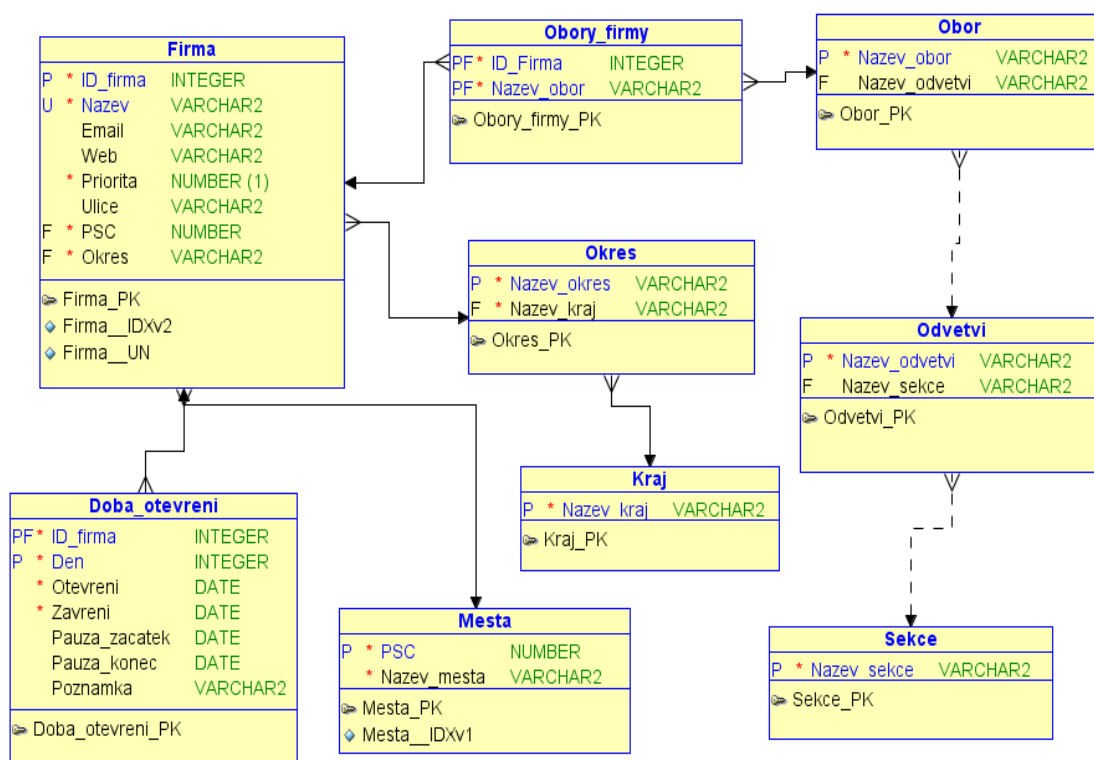 Firma
P * ID_firma INTEGER
U * Nazev VARCHAR2
Email VARCHAR2
Web VARCHAR2
* Priorita NUMBER (1)
Ulice VARCHAR2
F * PSC NUMBER
F * Okres VARCHAR2
Firma_PK
Firma__IDXv2
Firma__UN
Obory_firmy
PF* ID_Firma INTEGER
PF* Nazev_obor VARCHAR2
Obory_firmy_PK
Obor
P * Nazev_obor VARCHAR2
F Nazev_odvetvi VARCHAR2
Obor_PK
Okres
P * Nazev_okres VARCHAR2
F * Nazev_kraj VARCHAR2
Okres_PK
Odvetvi
P * Nazev_odvetvi VARCHAR2
F Nazev_sekce VARCHAR2
Odvetvi_PK
Kraj
P * Nazev_kraj VARCHAR2
Kraj_PK
Doba_otevreni
PF* ID_firma INTEGER
P * Den INTEGER
* Otevreni DATE
* Zavreni DATE
Pauza_zacatek DATE
Pauza_konec DATE
Poznamka VARCHAR2
Doba_otevreni_PK
Mesta
P * PSC NUMBER
* Nazev_mesta VARCHAR2
Mesta_PK
Mesta__IDXv1
Sekce
P * Nazev_sekce VARCHAR2
Sekce_PK